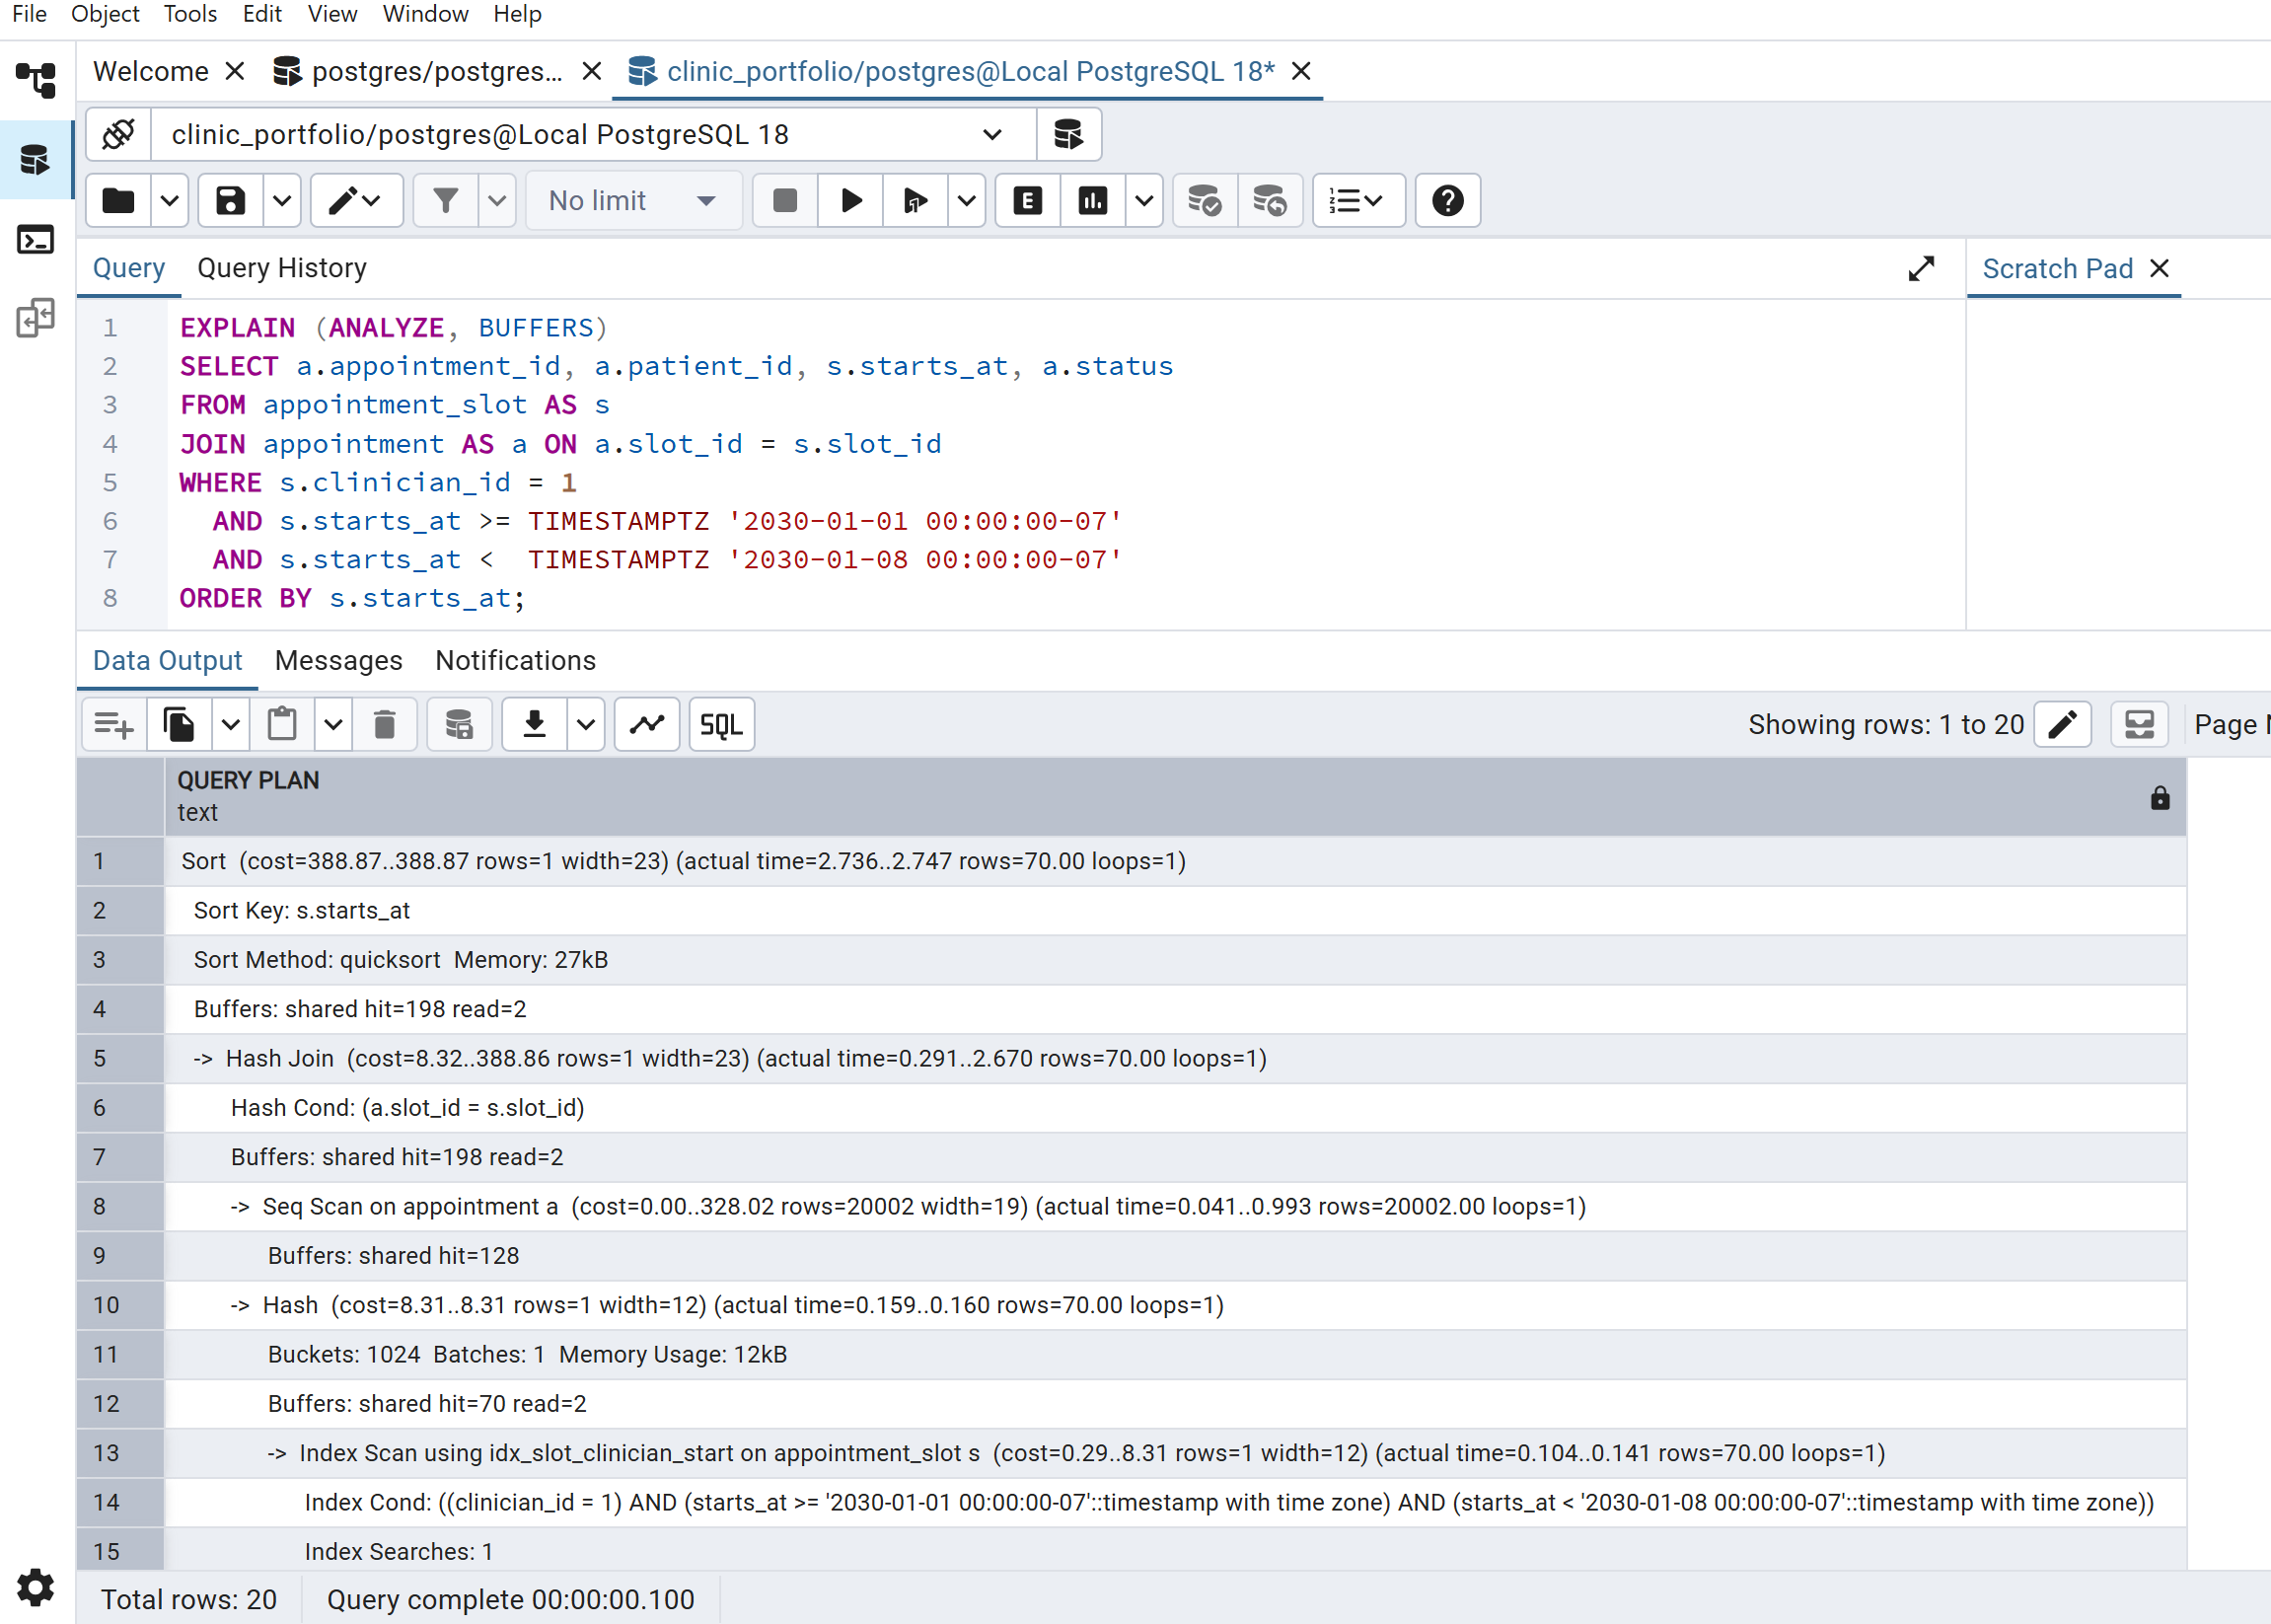 File Object Tools Edit View Window Help
Welcome postgres/postgres... clinic_portfolio/postgres@Local PostgreSQL 18*
clinic_portfolio/postgres@Local PostgreSQL 18
No limit
Query Query History
Scratch Pad
1 EXPLAIN (ANALYZE, BUFFERS)
2 SELECT a.appointment_id, a.patient_id, s.starts_at, a.status
3 FROM appointment_slot AS s
4 JOIN appointment AS a ON a.slot_id = s.slot_id
5 WHERE s.clinician_id = 1
6 AND s.starts_at >= TIMESTAMPTZ '2030-01-01 00:00:00-07'
7 AND s.starts_at < TIMESTAMPTZ '2030-01-08 00:00:00-07'
8 ORDER BY s.starts_at;
Data Output Messages Notifications
SQL Showing rows: 1 to 20 Page
QUERY PLAN
text
1 Sort (cost=388.87..388.87 rows=1 width=23) (actual time=2.736..2.747 rows=70.00 loops=1)
2 Sort Key: s.starts_at
3 Sort Method: quicksort Memory: 27kB
4 Buffers: shared hit=198 read=2
5 -> Hash Join (cost=8.32..388.86 rows=1 width=23) (actual time=0.291..2.670 rows=70.00 loops=1)
6 Hash Cond: (a.slot_id = s.slot_id)
7 Buffers: shared hit=198 read=2
8 -> Seq Scan on appointment a (cost=0.00..328.02 rows=20002 width=19) (actual time=0.041..0.993 rows=20002.00 loops=1)
9 Buffers: shared hit=128
10 -> Hash (cost=8.31..8.31 rows=1 width=12) (actual time=0.159..0.160 rows=70.00 loops=1)
11 Buckets: 1024 Batches: 1 Memory Usage: 12kB
12 Buffers: shared hit=70 read=2
13 -> Index Scan using idx_slot_clinician_start on appointment_slot s (cost=0.29..8.31 rows=1 width=12) (actual time=0.104..0.141 rows=70.00 loops=1)
14 Index Cond: ((clinician_id = 1) AND (starts_at >= '2030-01-01 00:00:00-07'::timestamp with time zone) AND (starts_at < '2030-01-08 00:00:00-07'::timestamp with time zone))
15 Index Searches: 1
Total rows: 20 Query complete 00:00:00.100